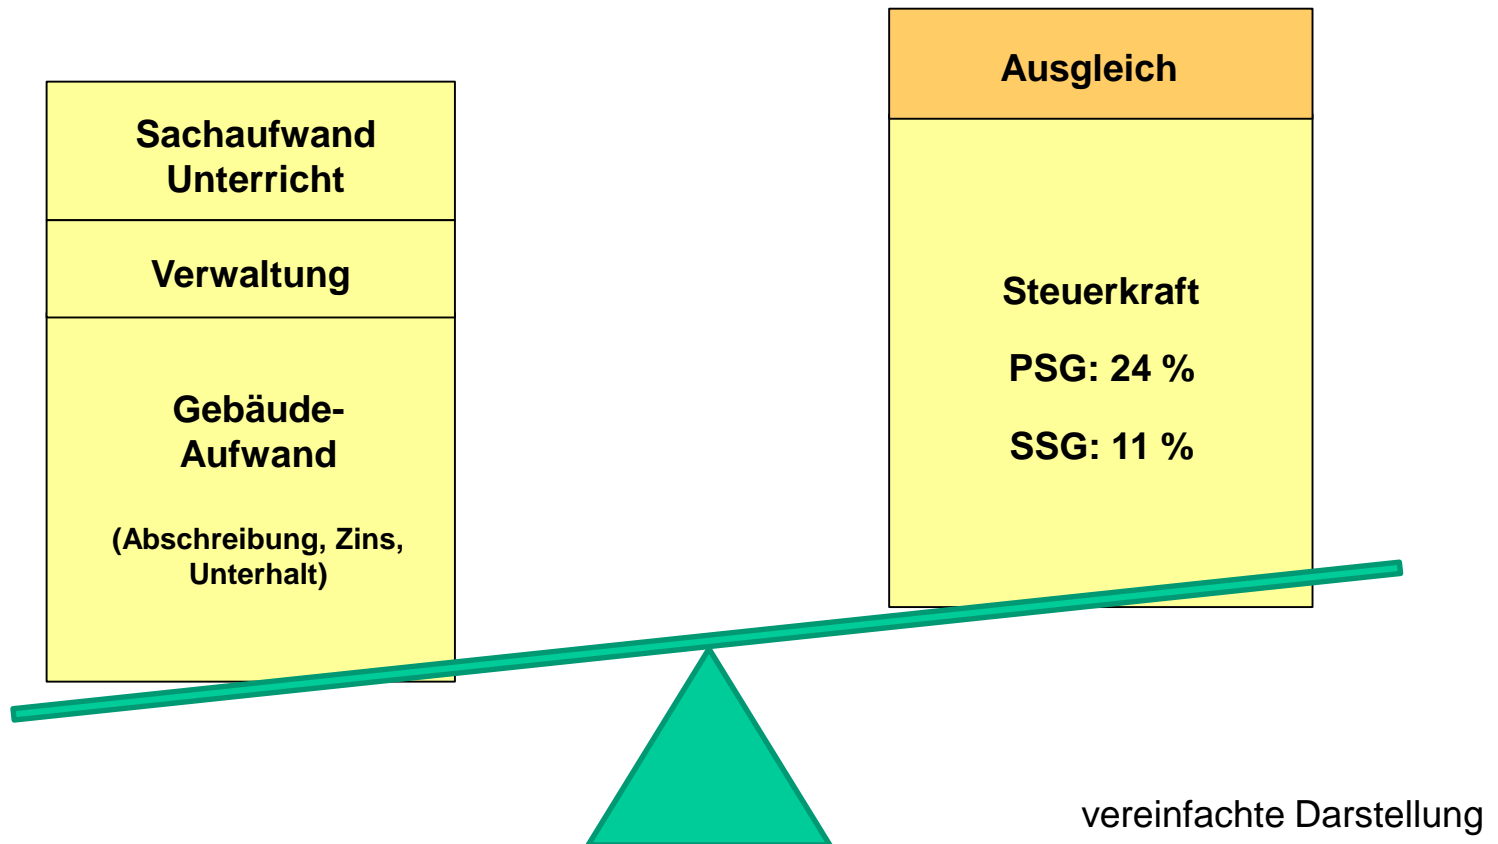 Sachaufwand
Unterricht
Verwaltung
Gebäude-
Aufwand
(Abschreibung, Zins,
Unterhalt)
Ausgleich
Steuerkraft
PSG: 24 %
SSG: 11 %
vereinfachte Darstellung